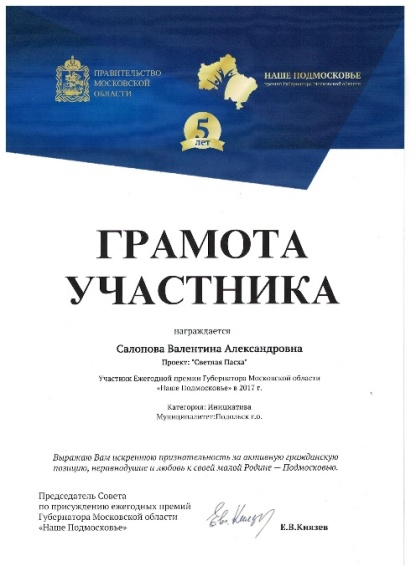 ПРАВИТЕЛЬСТВО
МОСКОВСКОЙ
ОБЛАСТИ
НАШЕ ПОДМОСКОВЬЕ
премия Губернатора Московской области
5
лет
ГРАМОТА
УЧАСТНИКА
награждается
Салопова Валентина Александровна
Проект: "Светная Пасха"
Участник Ежегодной премии Губернатора Московской области
«Наше Подмосковье» в 2017 г.
Категория: Инициатива
Муниципалитет:Подольск г.о.
Выражаю Вам искреннюю признательность за активную гражданскую
позицию, неравнодушие и любовь к своей малой Родине — Подмосковью.
Председатель Совета
по присуждению ежегодных премий
Губернатора Московской области
«Наше Подмосковье»
Е.В.Князев